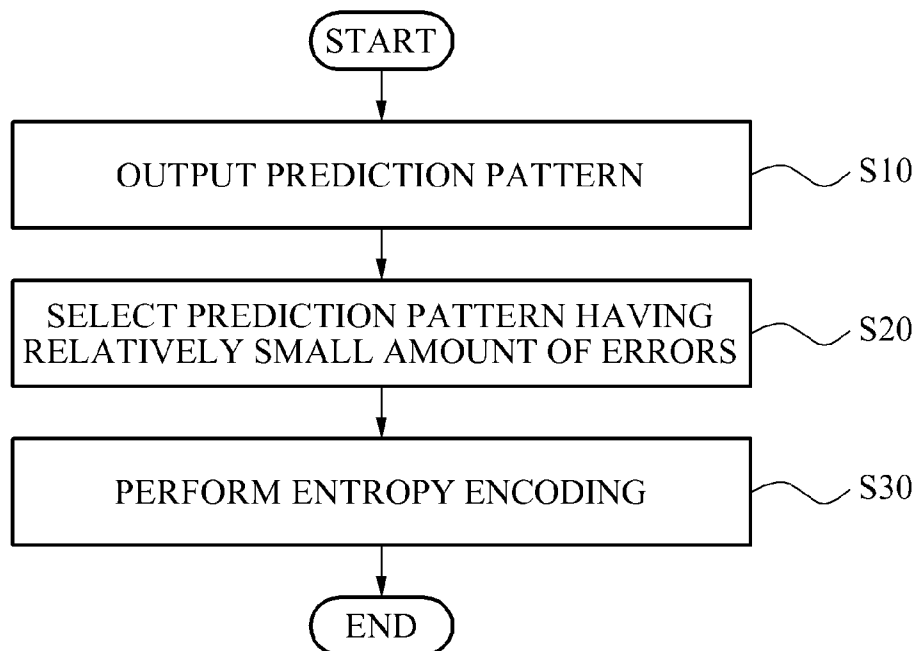 START
OUTPUT PREDICTION PATTERN
S10
SELECT PREDICTION PATTERN HAVING
RELATIVELY SMALL AMOUNT OF ERRORS
S20
PERFORM ENTROPY ENCODING
S30
END